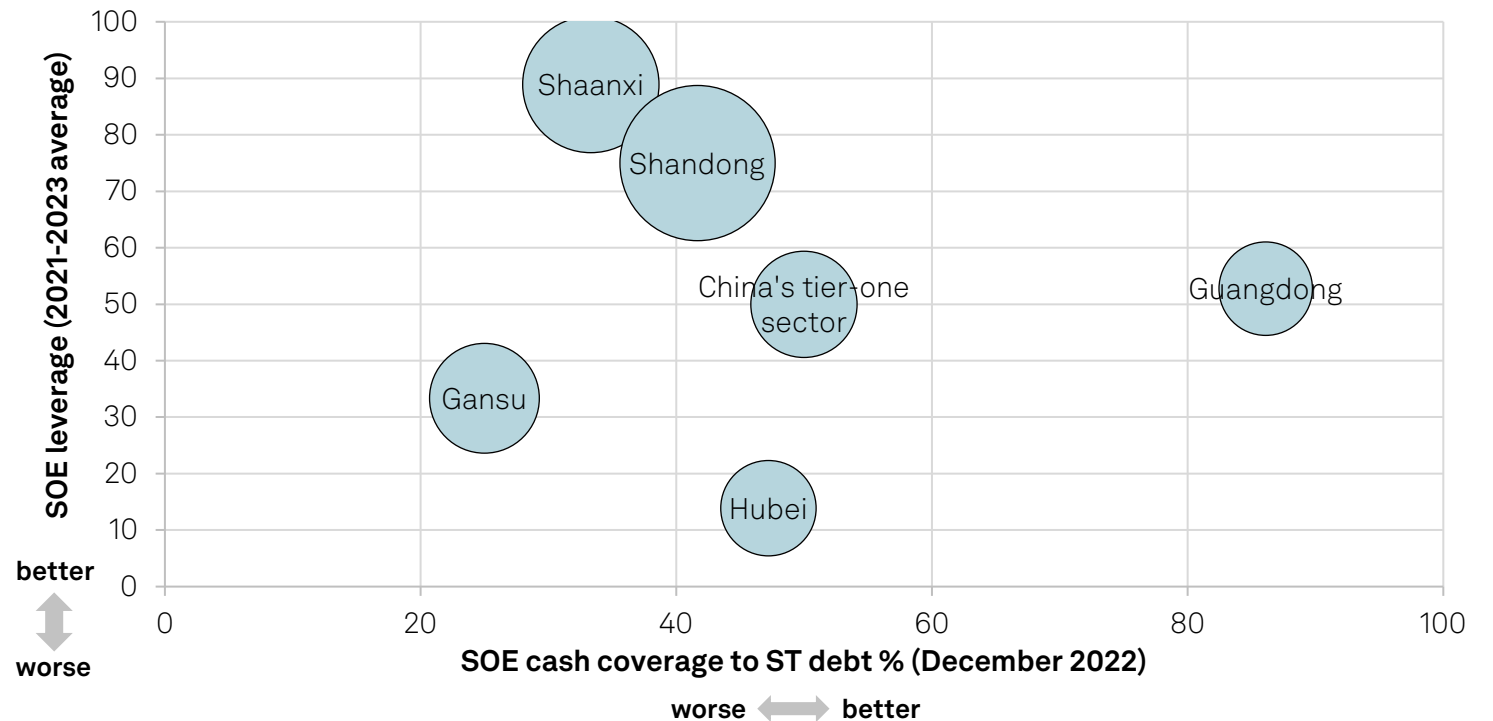 SOE leverage (2021-2023 average)
100
90
80
70
60
50
40
30
20
10
0
Shaanxi
Shandong
China's tier-one
sector
Guangdong
Gansu
Hubei
better
worse
0 20 40 60 80 100
SOE cash coverage to ST debt % (December 2022)
worse better